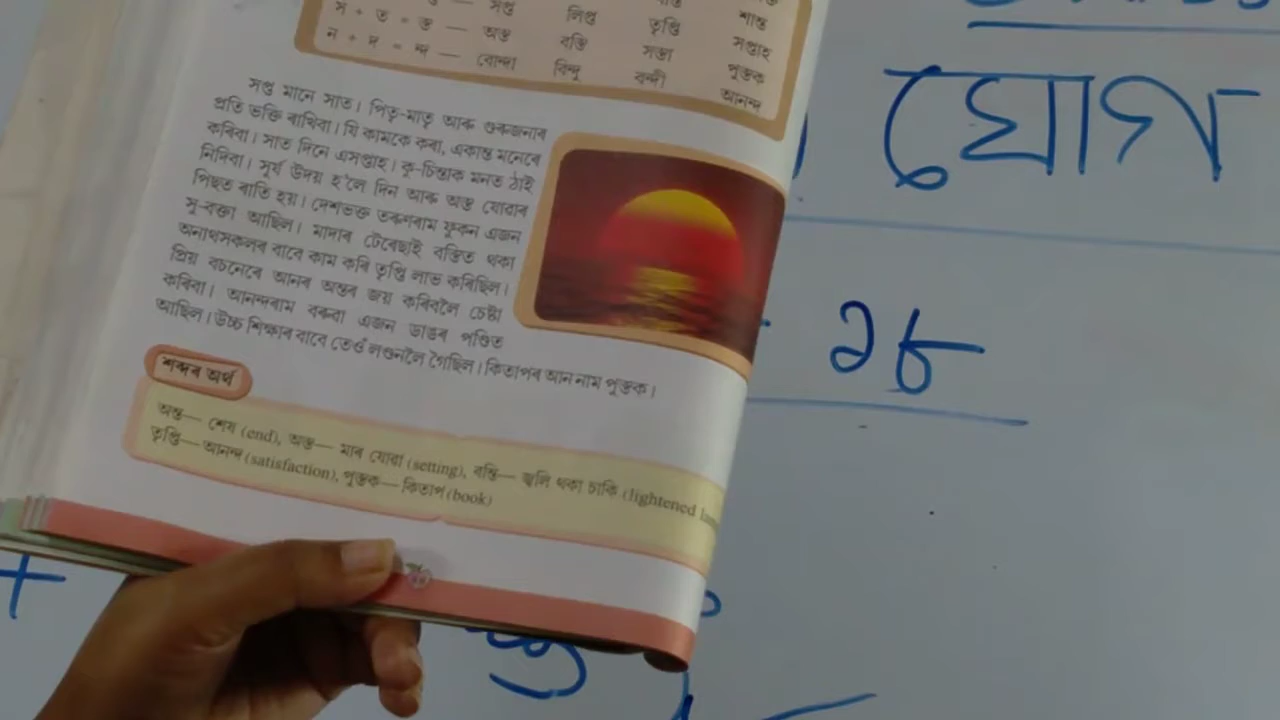 সপ্ত লিপ্ত তৃপ্তি শান্ত
স + ত = স্ত — অস্ত বস্তি সস্তা সপ্তাহ
ন + দ = ন্দ — বোন্দা বিন্দু বন্দী পুস্তক
আনন্দ
সপ্ত মানে সাত। পিতৃ-মাতৃ আৰু গুৰুজনাৰ
প্ৰতি ভক্তি ৰাখিবা। যি কামকে কৰা, একান্ত মনেৰে
কৰিবা। সাত দিনে এসপ্তাহ। কু-চিন্তাক মনত ঠাই
নিদিবা। সূৰ্য উদয় হ'লে দিন আৰু অস্ত যোৱাৰ
পিছত ৰাতি হয়। দেশভক্ত তৰুণৰাম ফুকন এজন
সু-বক্তা আছিল। মাদাৰ টেৰেছাই বস্তিত থকা
অনাথসকলৰ বাবে কাম কৰি তৃপ্তি লাভ কৰিছিল।
প্ৰিয় বচনেৰে আনৰ অন্তৰ জয় কৰিবলৈ চেষ্টা
কৰিবা। আনন্দৰাম বৰুৱা এজন ডাঙৰ পণ্ডিত
আছিল। উচ্চ শিক্ষাৰ বাবে তেওঁ লণ্ডনলৈ গৈছিল। কিতাপৰ আন নাম পুস্তক।
শব্দৰ অৰ্থ
অন্ত— শেষ (end), অস্ত— মাৰ যোৱা (setting), বস্তি— জ্বলি থকা চাকি (lightened
তৃপ্তি— আনন্দ (satisfaction), পুস্তক— কিতাপ (book)
যোগ
২৮
+